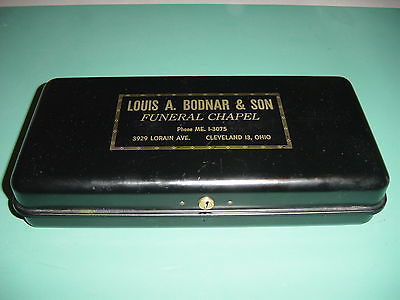 LOUIS A. BODNAR & SON
FUNERAL CHAPEL
Phone ME. 1-3075
3929 LORAIN AVE. CLEVELAND 13, OHIO